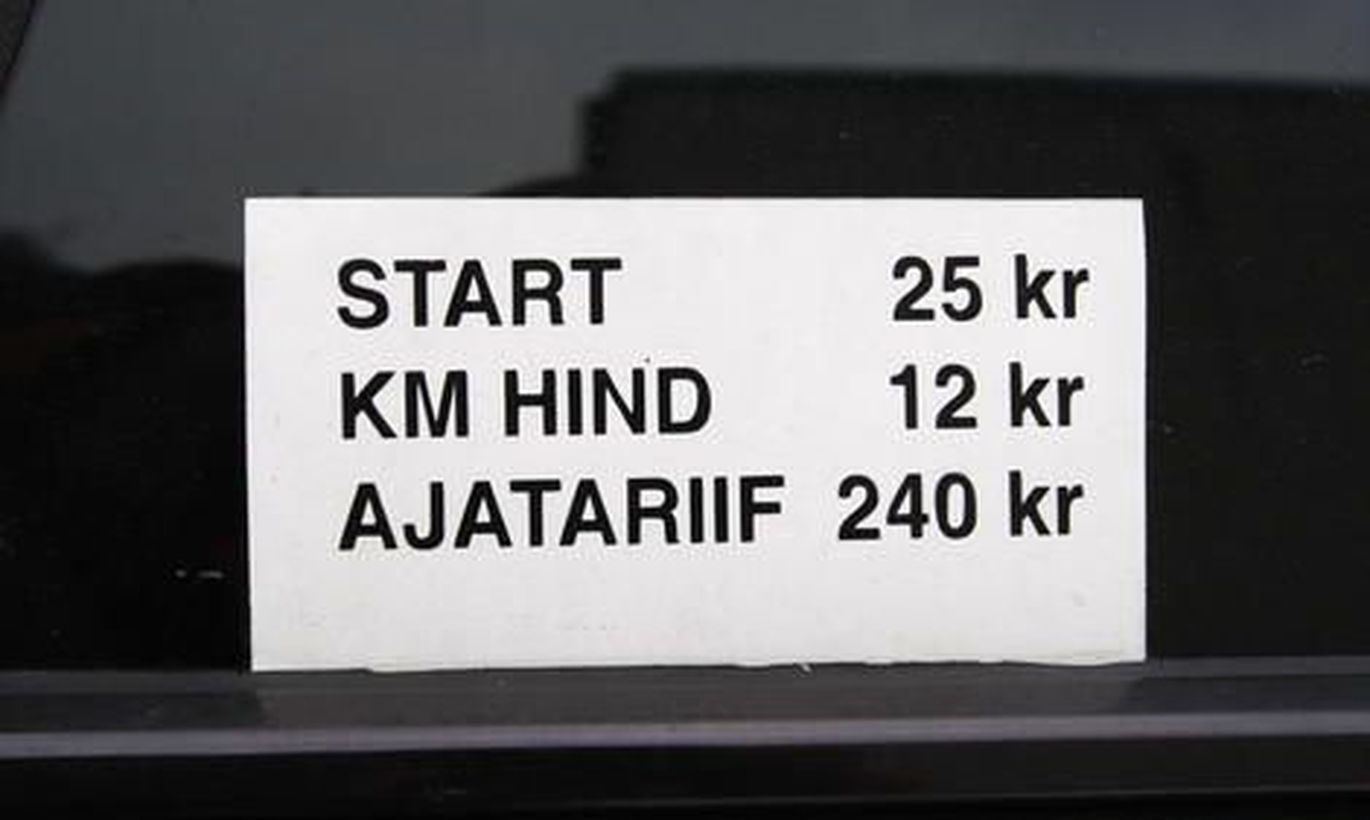 START 25 kr
KM HIND 12 kr
AJATARIIF 240 kr